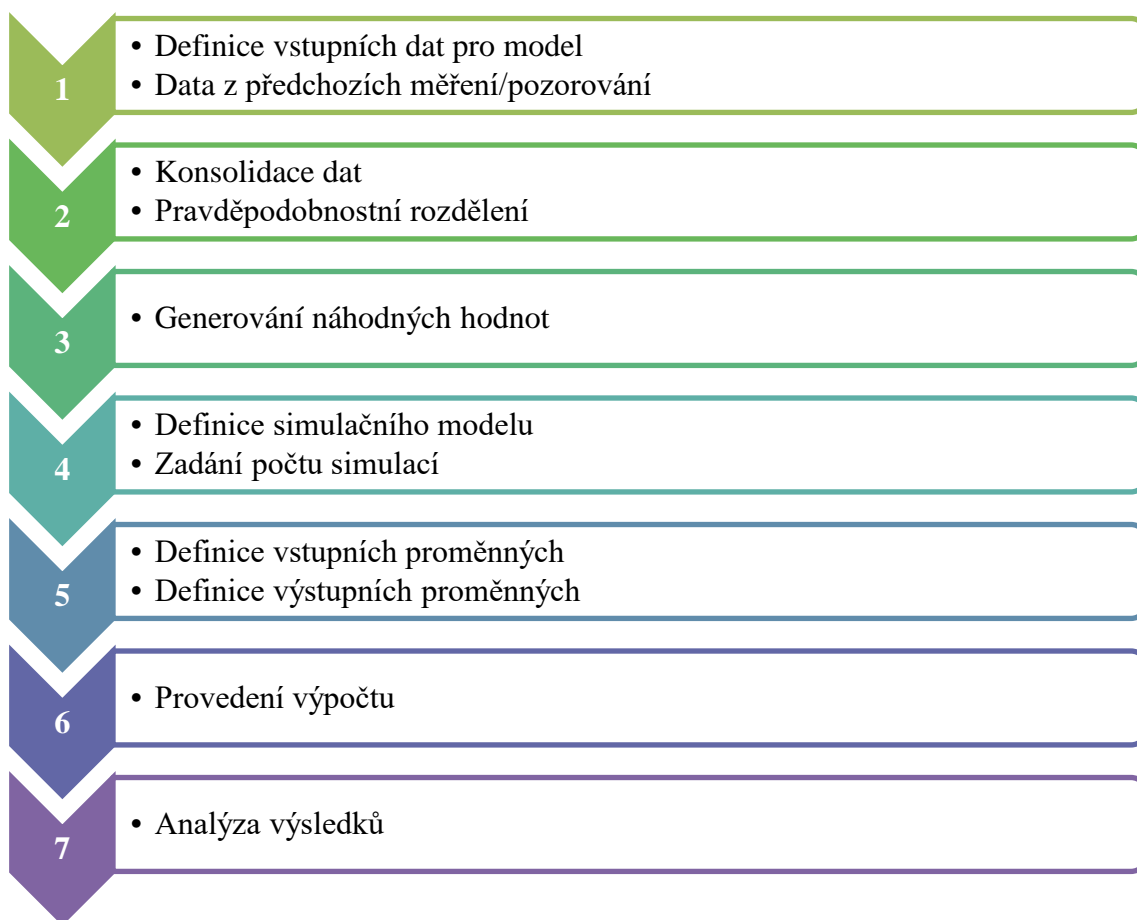 1
• Definice vstupních dat pro model
• Data z předchozích měření/pozorování
2
• Konsolidace dat
• Pravděpodobnostní rozdělení
3
• Generování náhodných hodnot
4
• Definice simulačního modelu
• Zadání počtu simulací
5
• Definice vstupních proměnných
• Definice výstupních proměnných
6
• Provedení výpočtu
7
• Analýza výsledků